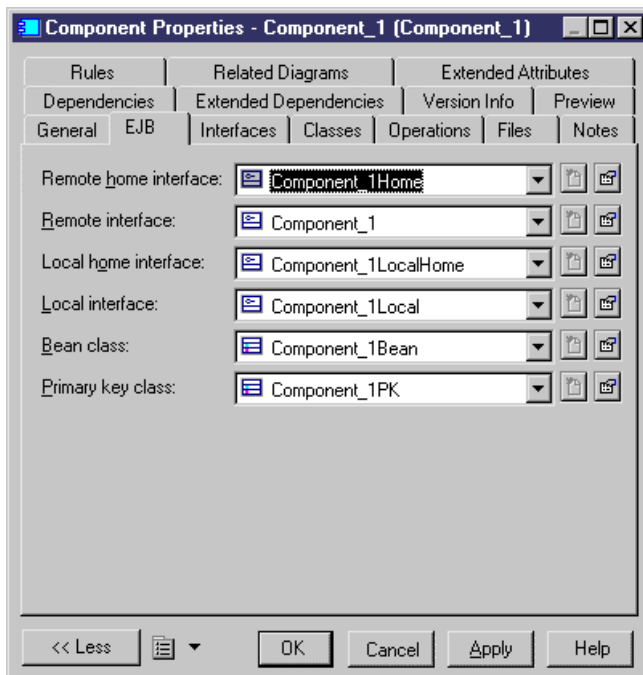 Component Properties - Component_1 (Component_1)
Rules Related Diagrams Extended Attributes
Dependencies Extended Dependencies Version Info Preview
General EJB Interfaces Classes Operations Files Notes
Remote home interface: Component_1Home
Remote interface: Component_1
Local home interface: Component_1LocalHome
Local interface: Component_1Local
Bean class: Component_1Bean
Primary key class: Component_1PK
<< Less OK Cancel Apply Help